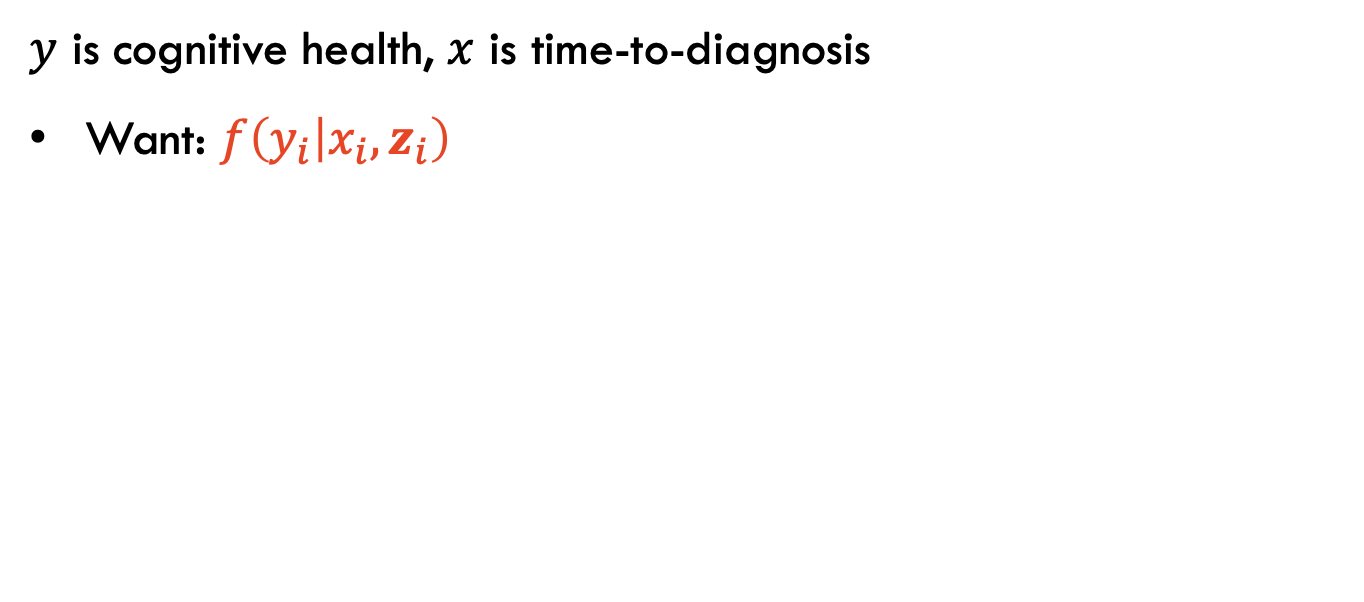 y is cognitive health, x is time-to-diagnosis
• Want: f(yᵢ|xᵢ, zᵢ)